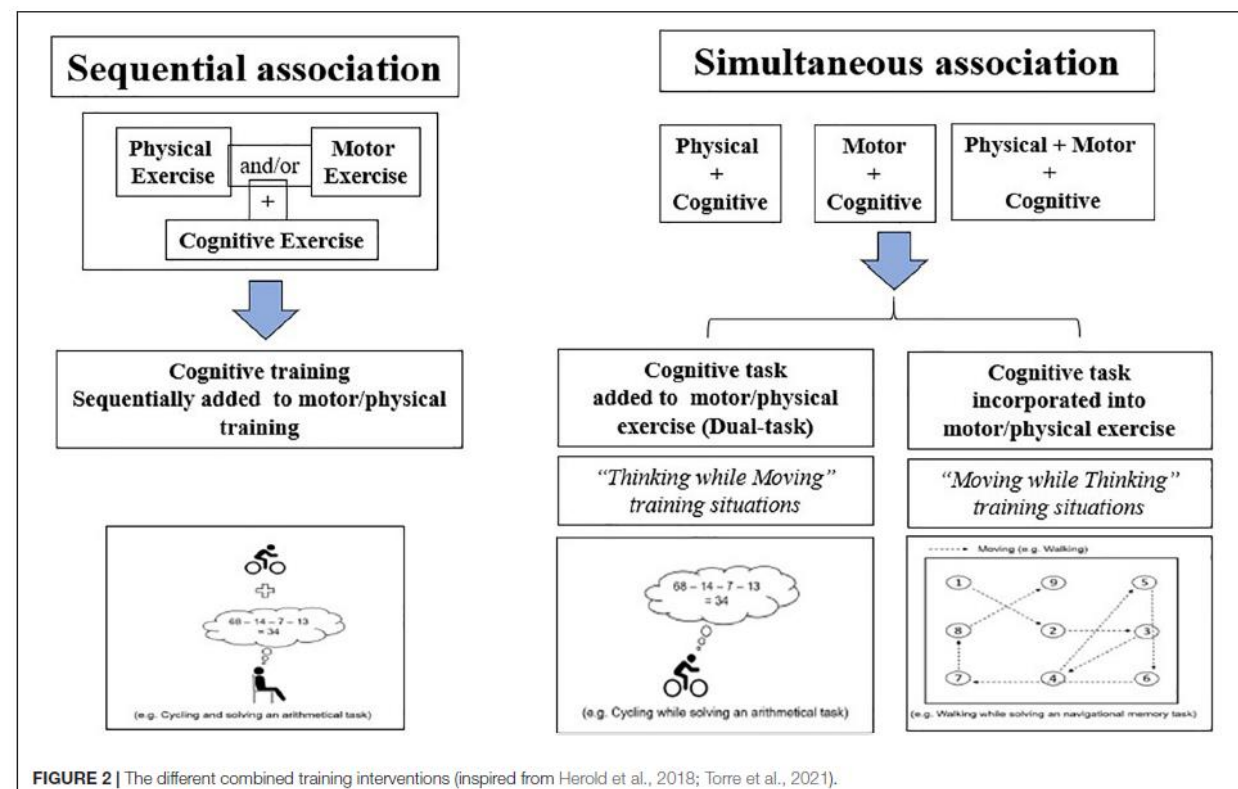 Sequential association
Physical
Exercise
and/or
Motor
Exercise
+
Cognitive Exercise
Cognitive training
Sequentially added to motor/physical
training
68 – 14 – 7 – 13
= 34
(e.g. Cycling and solving an arithmetical task)
Simultaneous association
Physical
+
Cognitive
Motor
+
Cognitive
Physical + Motor
+
Cognitive
Cognitive task
added to motor/physical
exercise (Dual-task)
"Thinking while Moving"
training situations
68 – 14 – 7 – 13
= 34
(e.g. Cycling while solving an arithmetical task)
Cognitive task
incorporated into
motor/physical exercise
"Moving while Thinking"
training situations
Moving (e.g. Walking)
1 9 5
8 2 3
7 4 6
(e.g. Walking while solving an navigational memory task)
FIGURE 2 | The different combined training interventions (inspired from Herold et al., 2018; Torre et al., 2021).